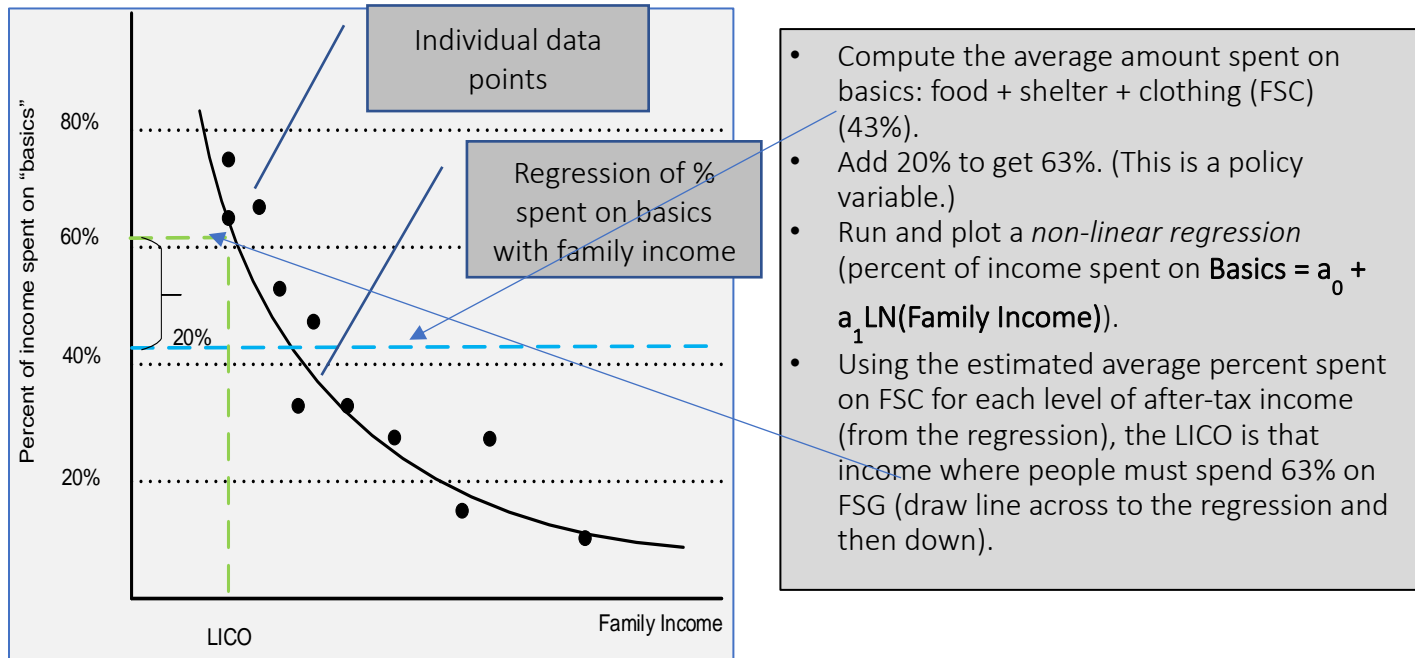 Percent of income spent on “basics”
80%
60%
40%
20%
20%
LICO
Family Income
Individual data
points
Regression of %
spent on basics
with family income
• Compute the average amount spent on
basics: food + shelter + clothing (FSC)
(43%).
• Add 20% to get 63%. (This is a policy
variable.)
• Run and plot a non-linear regression
(percent of income spent on Basics = a0 +
a1LN(Family Income)).
• Using the estimated average percent spent
on FSC for each level of after-tax income
(from the regression), the LICO is that
income where people must spend 63% on
FSG (draw line across to the regression and
then down).